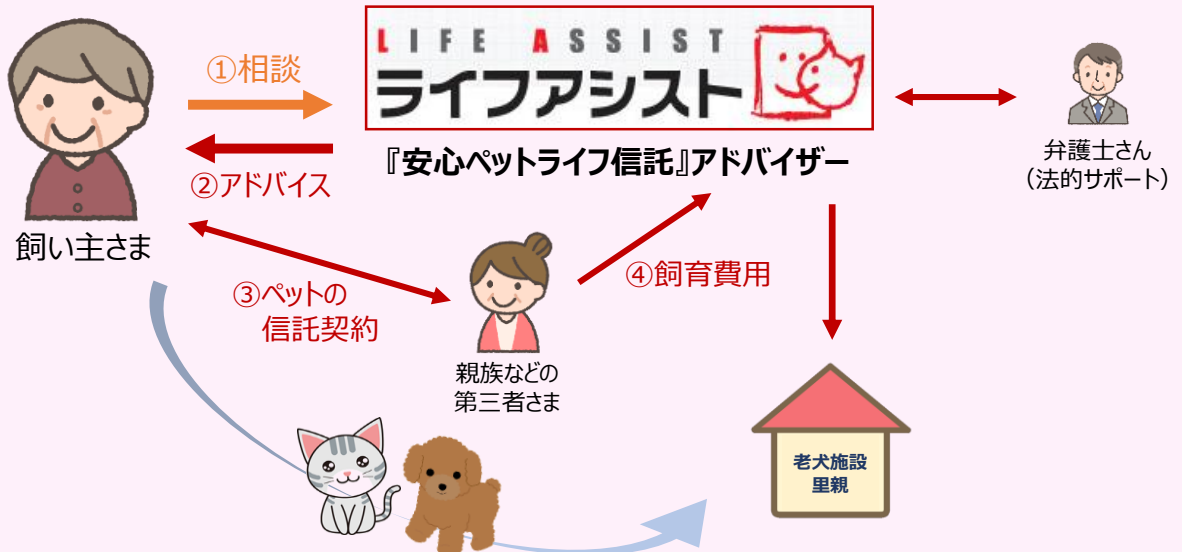 LIFE ASSIST
ライフアシスト
①相談
②アドバイス
『安心ペットライフ信託』アドバイザー
弁護士さん
（法的サポート）
飼い主さま
③ペットの
信託契約
④飼育費用
親族などの
第三者さま
老犬施設
里親